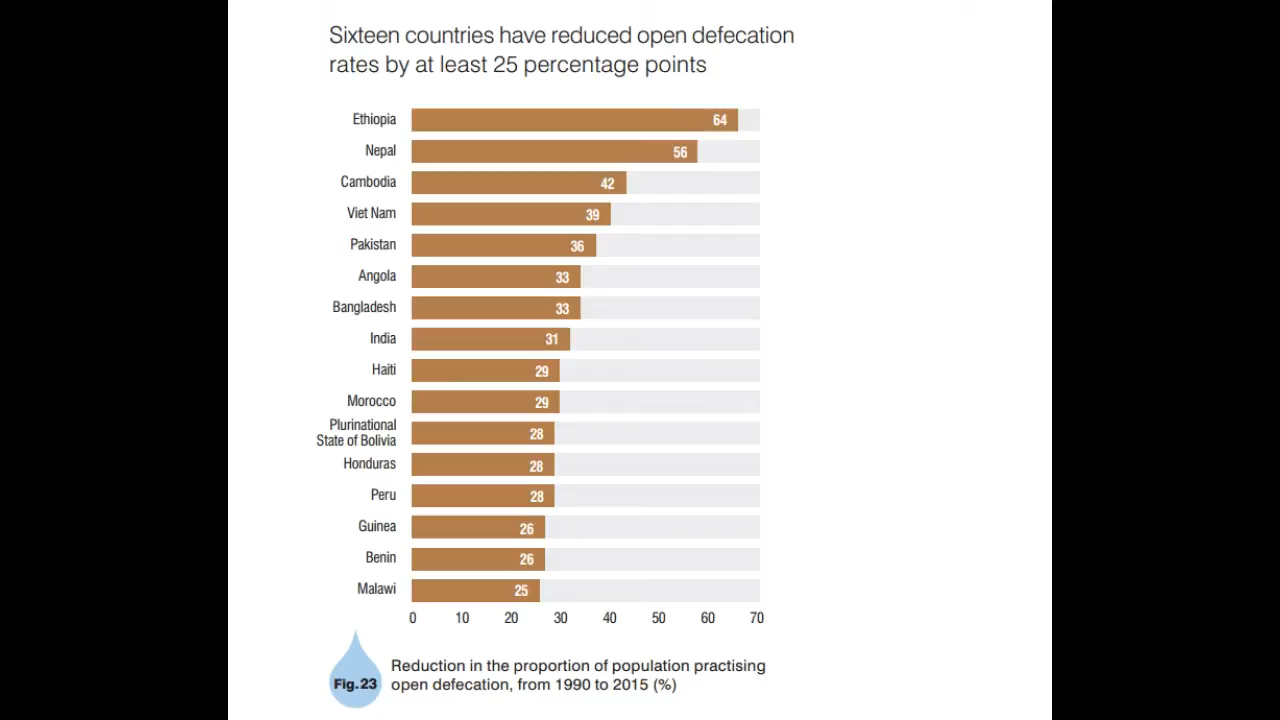 Sixteen countries have reduced open defecation
rates by at least 25 percentage points
Ethiopia 64
Nepal 56
Cambodia 42
Viet Nam 39
Pakistan 36
Angola 33
Bangladesh 33
India 31
Haiti 29
Morocco 29
Plurinational
State of Bolivia 28
Honduras 28
Peru 28
Guinea 26
Benin 26
Malawi 25
0 10 20 30 40 50 60 70
Fig.23
Reduction in the proportion of population practising
open defecation, from 1990 to 2015 (%)